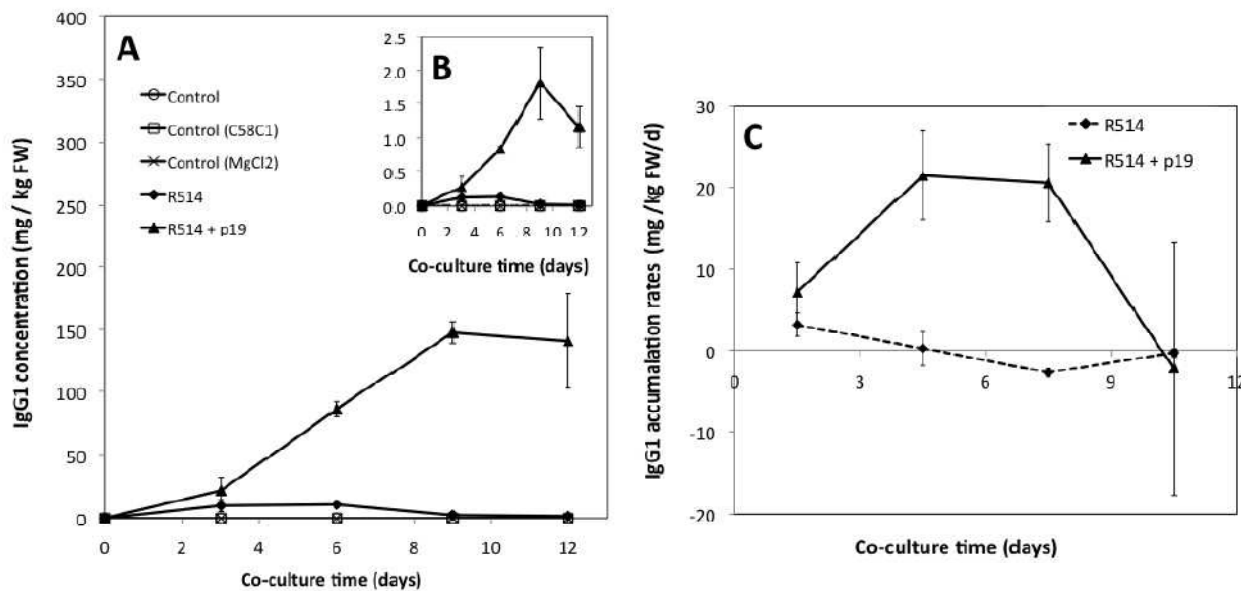 A
400
350
300
250
200
150
100
50
0
0 2 4 6 8 10 12
IgG1 concentration (mg / kg FW)
Co-culture time (days)
Control
Control (C58C1)
Control (MgCl2)
R514
R514 + p19
B
2.5
2.0
1.5
1.0
0.5
0.0
0 2 4 6 8 10 12
Co-culture time (days)
C
30
20
10
0
-10
-20
0 3 6 9 12
IgG1 accumalation rates (mg / kg FW/d)
Co-culture time (days)
R514
R514 + p19